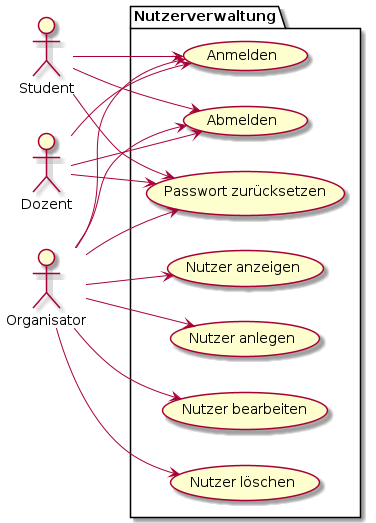 Nutzerverwaltung
Student
Anmelden
Abmelden
Dozent
Passwort zurücksetzen
Organisator
Nutzer anzeigen
Nutzer anlegen
Nutzer bearbeiten
Nutzer löschen